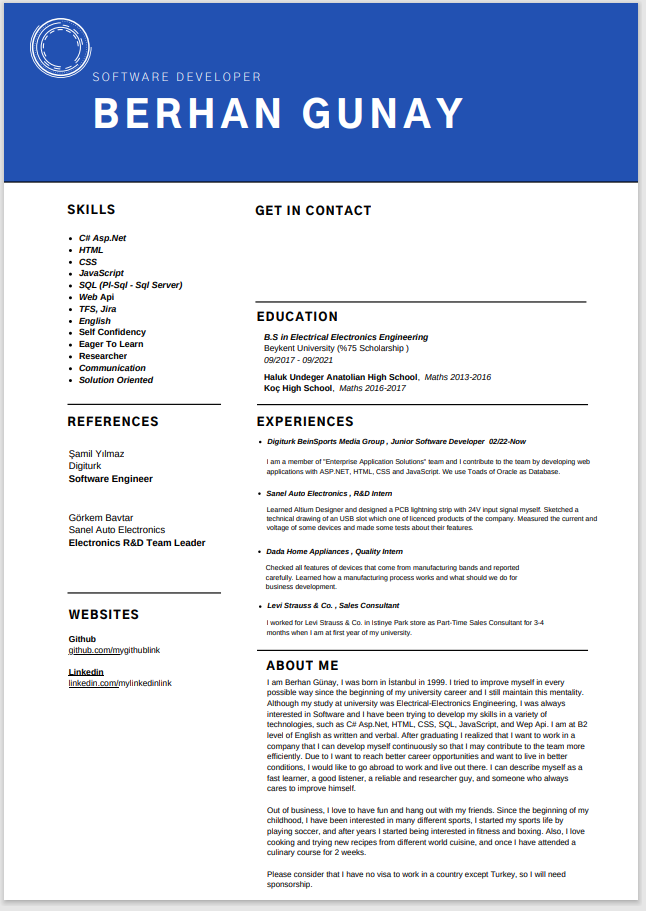 SOFTWARE DEVELOPER
BERHAN GUNAY
SKILLS
C# Asp.Net
HTML
CSS
JavaScript
SQL (Pl-Sql - Sql Server)
Web Api
TFS, Jira
English
Self Confidency
Eager To Learn
Researcher
Communication
Solution Oriented
REFERENCES
Şamil Yılmaz
Digiturk
Software Engineer
Görkem Bavtar
Sanel Auto Electronics
Electronics R&D Team Leader
WEBSITES
Github
github.com/mygithublink
Linkedin
linkedin.com/mylinkedinlink
GET IN CONTACT
EDUCATION
B.S in Electrical Electronics Engineering
Beykent University (%75 Scholarship )
09/2017 - 09/2021
Haluk Undeger Anatolian High School, Maths 2013-2016
Koç High School, Maths 2016-2017
EXPERIENCES
Digiturk BeinSports Media Group , Junior Software Developer 02/22-Now
I am a member of "Enterprise Application Solutions" team and I contribute to the team by developing web
applications with ASP.NET, HTML, CSS and JavaScript. We use Toads of Oracle as Database.
Sanel Auto Electronics , R&D Intern
Learned Altium Designer and designed a PCB lightning strip with 24V input signal myself. Sketched a
technical drawing of an USB slot which one of licenced products of the company. Measured the current and
voltage of some devices and made some tests about their features.
Dada Home Appliances , Quality Intern
Checked all features of devices that come from manufacturing bands and reported
carefully. Learned how a manufacturing process works and what should we do for
business development.
Levi Strauss & Co. , Sales Consultant
I worked for Levi Strauss & Co. in Istinye Park store as Part-Time Sales Consultant for 3-4
months when I am at first year of my university.
ABOUT ME
I am Berhan Günay, I was born in İstanbul in 1999. I tried to improve myself in every
possible way since the beginning of my university career and I still maintain this mentality.
Although my study at university was Electrical-Electronics Engineering, I was always
interested in Software and I have been trying to develop my skills in a variety of
technologies, such as C# Asp.Net, HTML, CSS, SQL, JavaScript, and Wep Api. I am at B2
level of English as written and verbal. After graduating I realized that I want to work in a
company that I can develop myself continuously so that I may contribute to the team more
efficiently. Due to I want to reach better career opportunities and want to live in better
conditions, I would like to go abroad to work and live out there. I can describe myself as a
fast learner, a good listener, a reliable and researcher guy, and someone who always
cares to improve himself.
Out of business, I love to have fun and hang out with my friends. Since the beginning of my
childhood, I have been interested in many different sports, I started my sports life by
playing soccer, and after years I started being interested in fitness and boxing. Also, I love
cooking and trying new recipes from different world cuisine, and once I have attended a
culinary course for 2 weeks.
Please consider that I have no visa to work in a country except Turkey, so I will need
sponsorship.